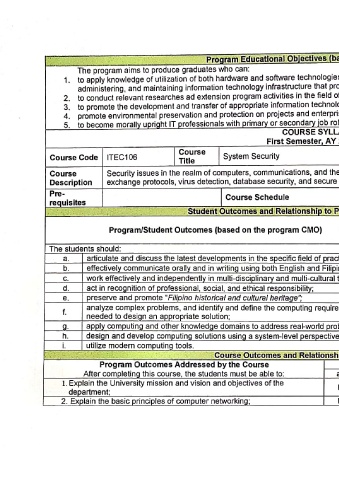 Program Educational Objectives (ba
The program aims to produce graduates who can:
1. to apply knowledge of utilization of both hardware and software technologies
administering, and maintaining information technology infrastructure that pro
2. to conduct relevant researches ad extension program activities in the field of
3. to promote the development and transfer of appropriate information technolo
4. promote environmental preservation and protection on projects and enterpri
5. to become morally upright IT professionals with primary or secondary job rol
COURSE SYLLA
First Semester, AY
Course Code ITEC106 Course Title System Security
Course Description Security issues in the realm of computers, communications, and the
exchange protocols, virus detection, database security, and secure
Pre-requisites Course Schedule
Student Outcomes and Relationship to P
Program/Student Outcomes (based on the program CMO)
The students should:
a. articulate and discuss the latest developments in the specific field of pract
b. effectively communicate orally and in writing using both English and Filipi
c. work effectively and independently in multi-disciplinary and multi-cultural t
d. act in recognition of professional, social, and ethical responsibility;
e. preserve and promote "Filipino historical and cultural heritage";
f. analyze complex problems, and identify and define the computing require
needed to design an appropriate solution;
g. apply computing and other knowledge domains to address real-world prob
h. design and develop computing solutions using a system-level perspective
i. utilize modern computing tools.
Course Outcomes and Relationsh
Program Outcomes Addressed by the Course
After completing this course, the students must be able to: a
1. Explain the University mission and vision and objectives of the
department;
2. Explain the basic principles of computer networking;